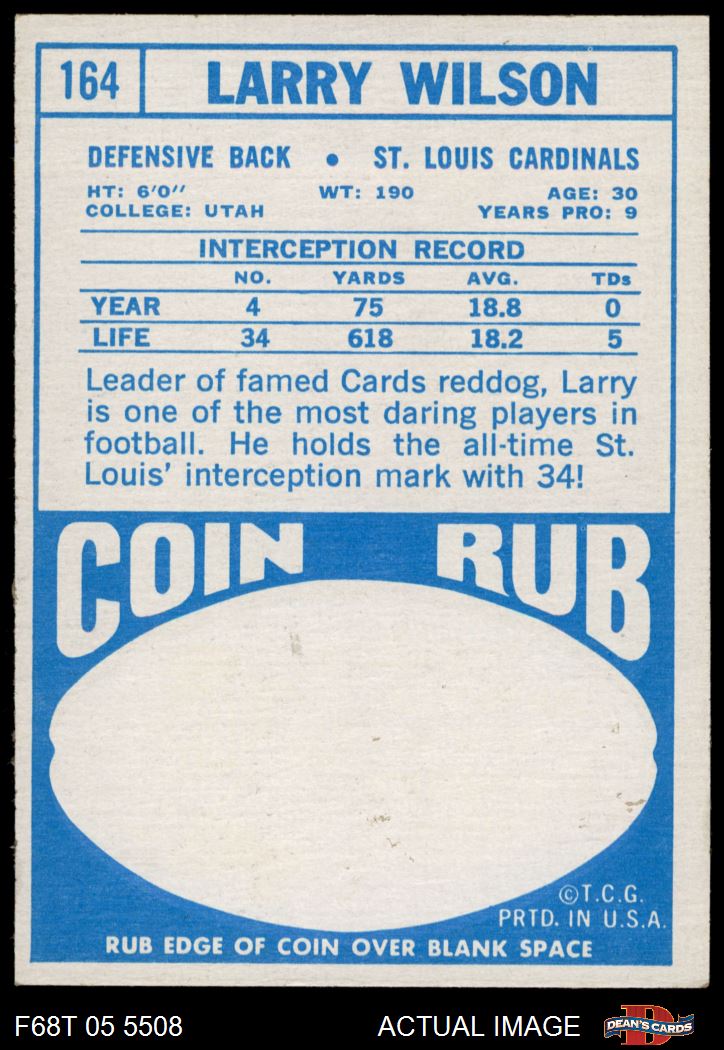 164 LARRY WILSON
DEFENSIVE BACK • ST. LOUIS CARDINALS
HT: 6'0" WT: 190 AGE: 30
COLLEGE: UTAH YEARS PRO: 9
INTERCEPTION RECORD
NO. YARDS AVG. TDs
YEAR 4 75 18.8 0
LIFE 34 618 18.2 5
Leader of famed Cards reddog, Larry
is one of the most daring players in
football. He holds the all-time St.
Louis' interception mark with 34!
COIN RUB
©T.C.G.
PRTD. IN U.S.A.
RUB EDGE OF COIN OVER BLANK SPACE
F68T 05 5508 ACTUAL IMAGE D DEAN'S CARDS